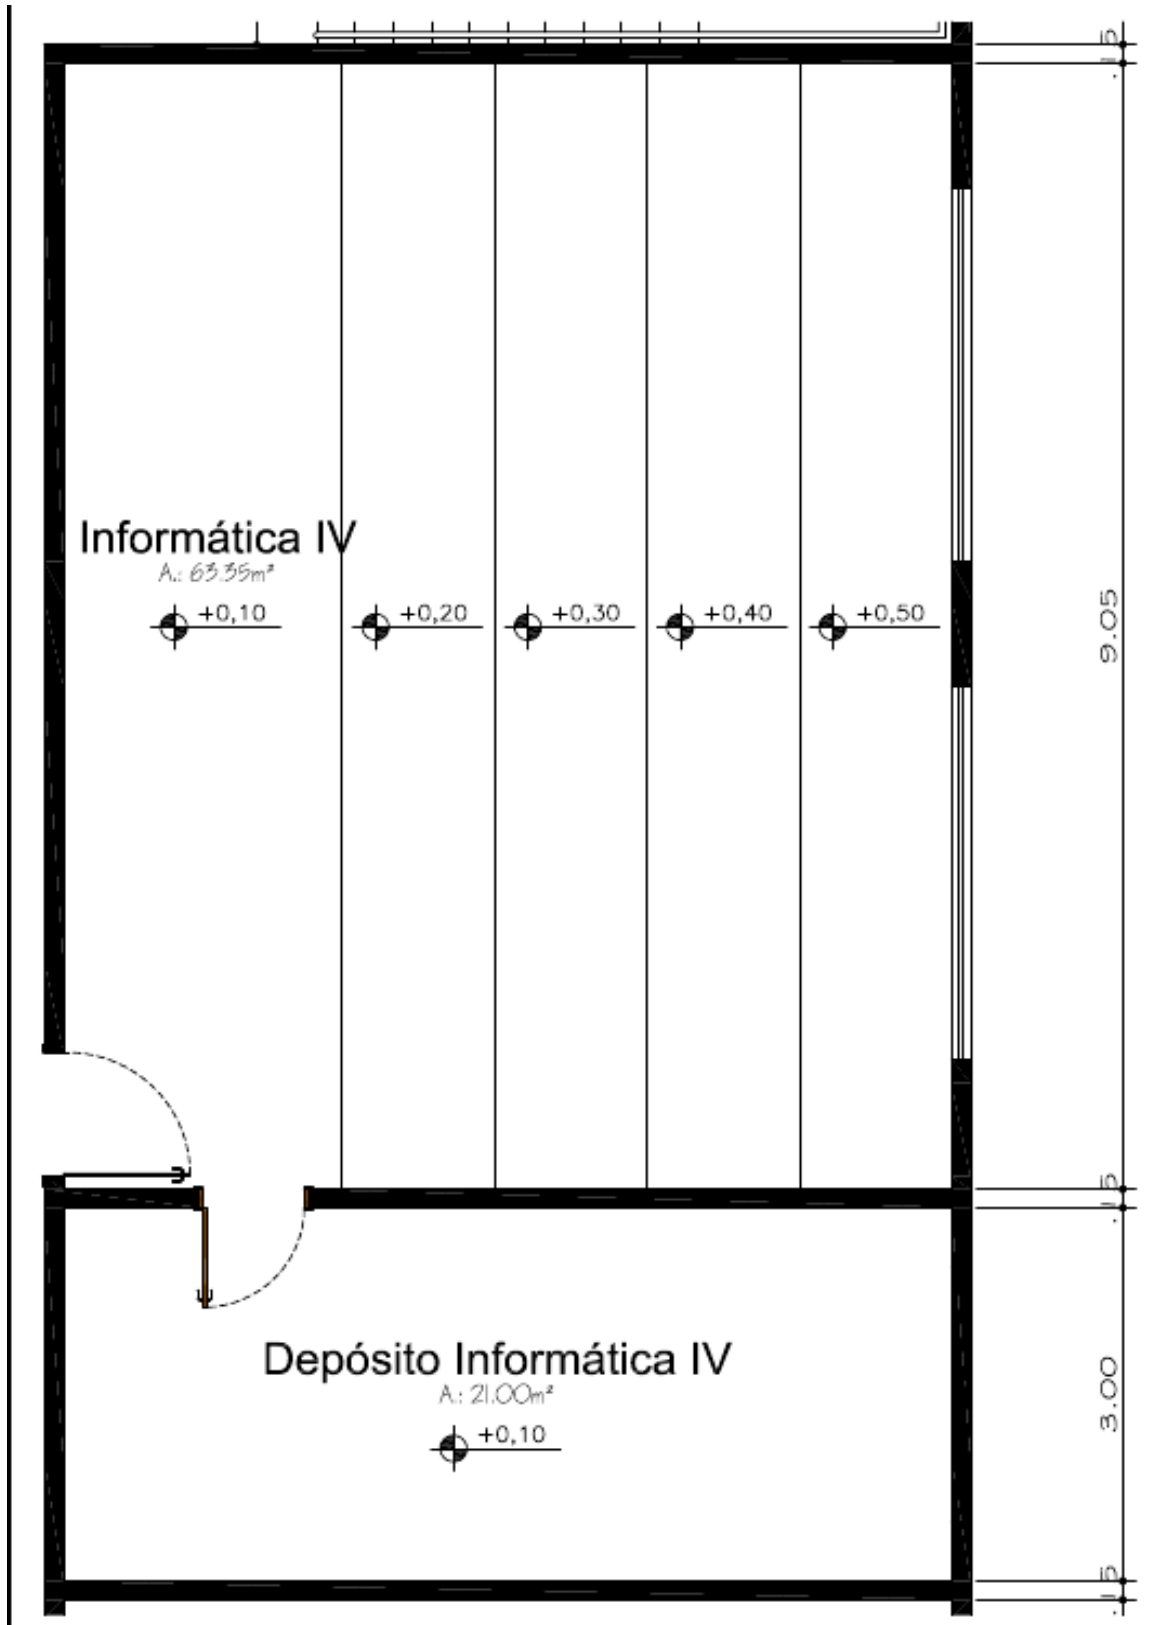 .15
Informática IV
A.: 63.35m²
+0,10
+0,20
+0,30
+0,40
+0,50
9.05
.15
Depósito Informática IV
A.: 21.00m²
+0,10
3.00
.15